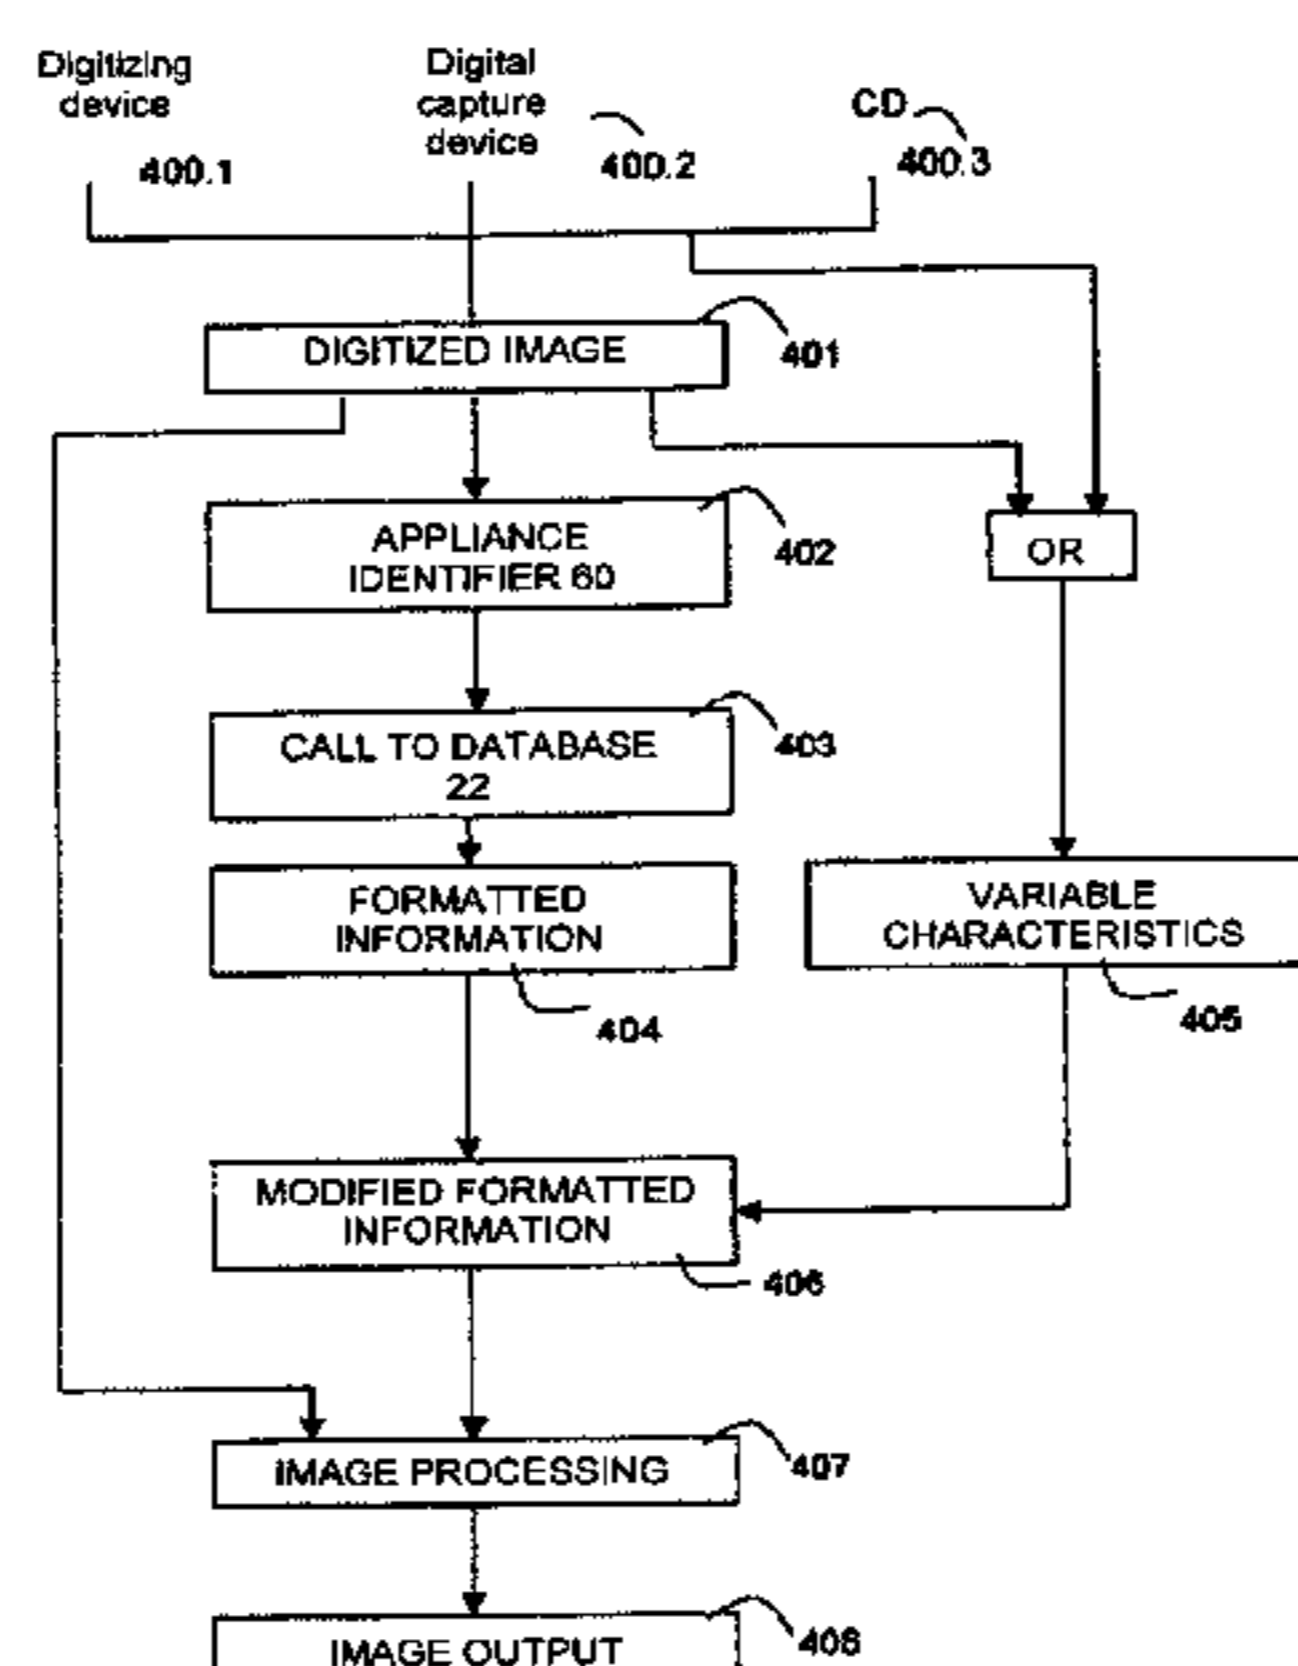 Digitizing
device
400.1
Digital
capture
device
400.2
CD
400.3
DIGITIZED IMAGE
401
APPLIANCE
IDENTIFIER 60
402
OR
CALL TO DATABASE
22
403
FORMATTED
INFORMATION
404
VARIABLE
CHARACTERISTICS
405
MODIFIED FORMATTED
INFORMATION
406
IMAGE PROCESSING
407
IMAGE OUTPUT
408